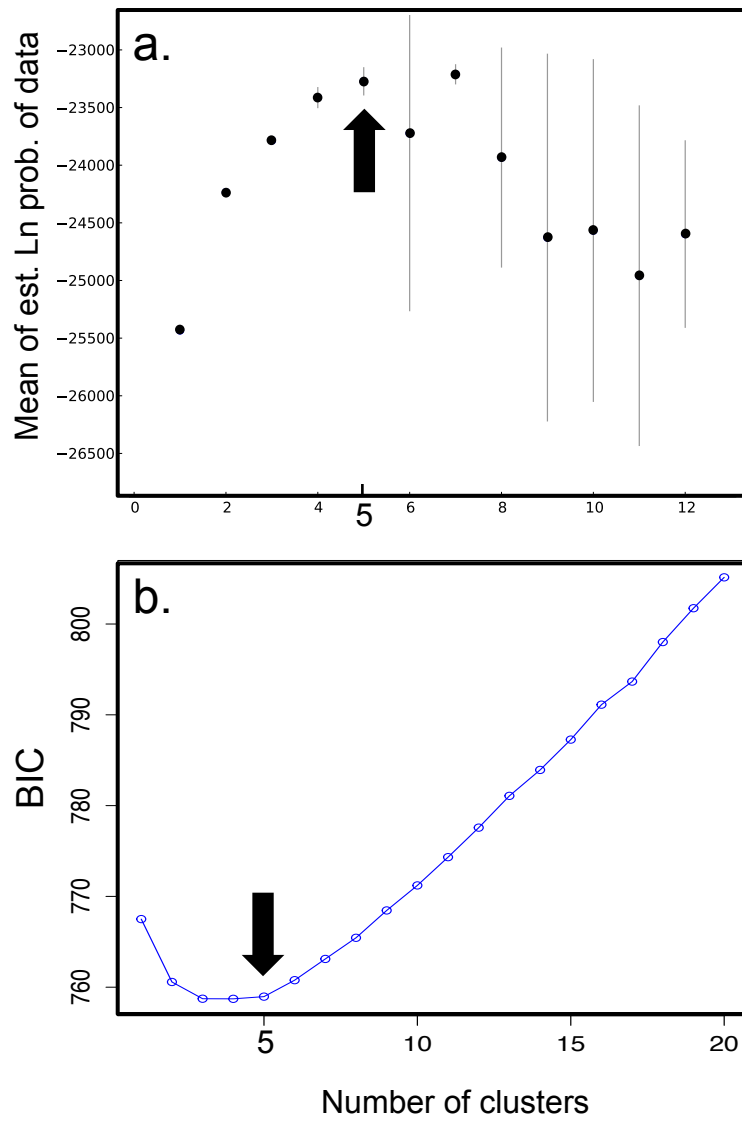 a.
Mean of est. Ln prob. of data
−23000
−23500
−24000
−24500
−25000
−25500
−26000
−26500
0 2 4 5 6 8 10 12
b.
BIC
800
790
780
770
760
5 10 15 20
Number of clusters